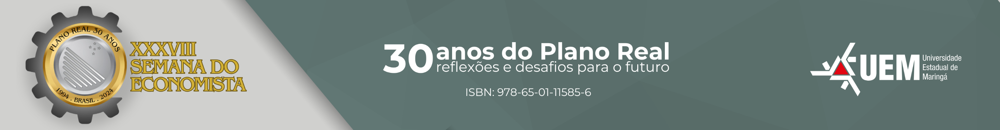 PLANO REAL 30 ANOS
1994 . BRASIL . 2024
XXXVIII
SEMANA DO
ECONOMISTA
30 anos do Plano Real
reflexões e desafios para o futuro
ISBN: 978-65-01-11585-6
UEM
Universidade
Estadual de
Maringá